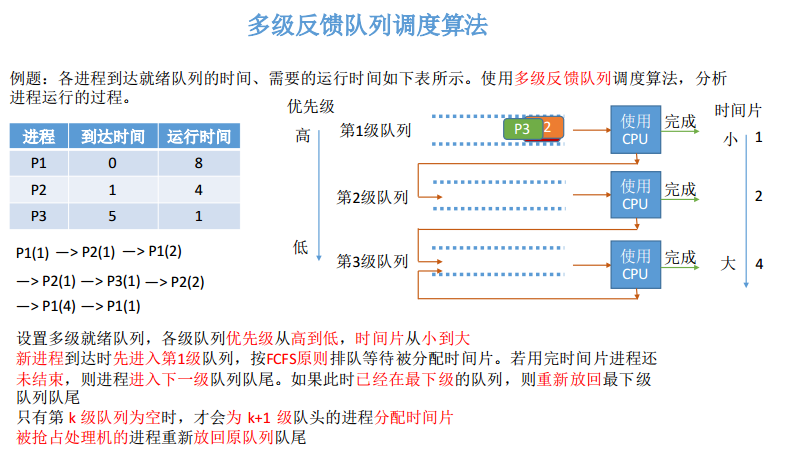 多级反馈队列调度算法
例题：各进程到达就绪队列的时间、需要的运行时间如下表所示。使用多级反馈队列调度算法，分析
进程运行的过程。
进程 到达时间 运行时间
P1 0 8
P2 1 4
P3 5 1
优先级
高
低
第1级队列
P3
2
使用
CPU
完成
第2级队列
使用
CPU
完成
第3级队列
使用
CPU
完成
时间片
小 1
2
大 4
P1(1) —> P2(1) —> P1(2)
—> P2(1) —> P3(1) —> P2(2)
—> P1(4) —> P1(1)
设置多级就绪队列，各级队列优先级从高到低，时间片从小到大
新进程到达时先进入第1级队列，按FCFS原则排队等待被分配时间片。若用完时间片进程还
未结束，则进程进入下一级队列队尾。如果此时已经在最下级的队列，则重新放回最下级
队列队尾
只有第 k 级队列为空时，才会为 k+1 级队头的进程分配时间片
被抢占处理机的进程重新放回原队列队尾